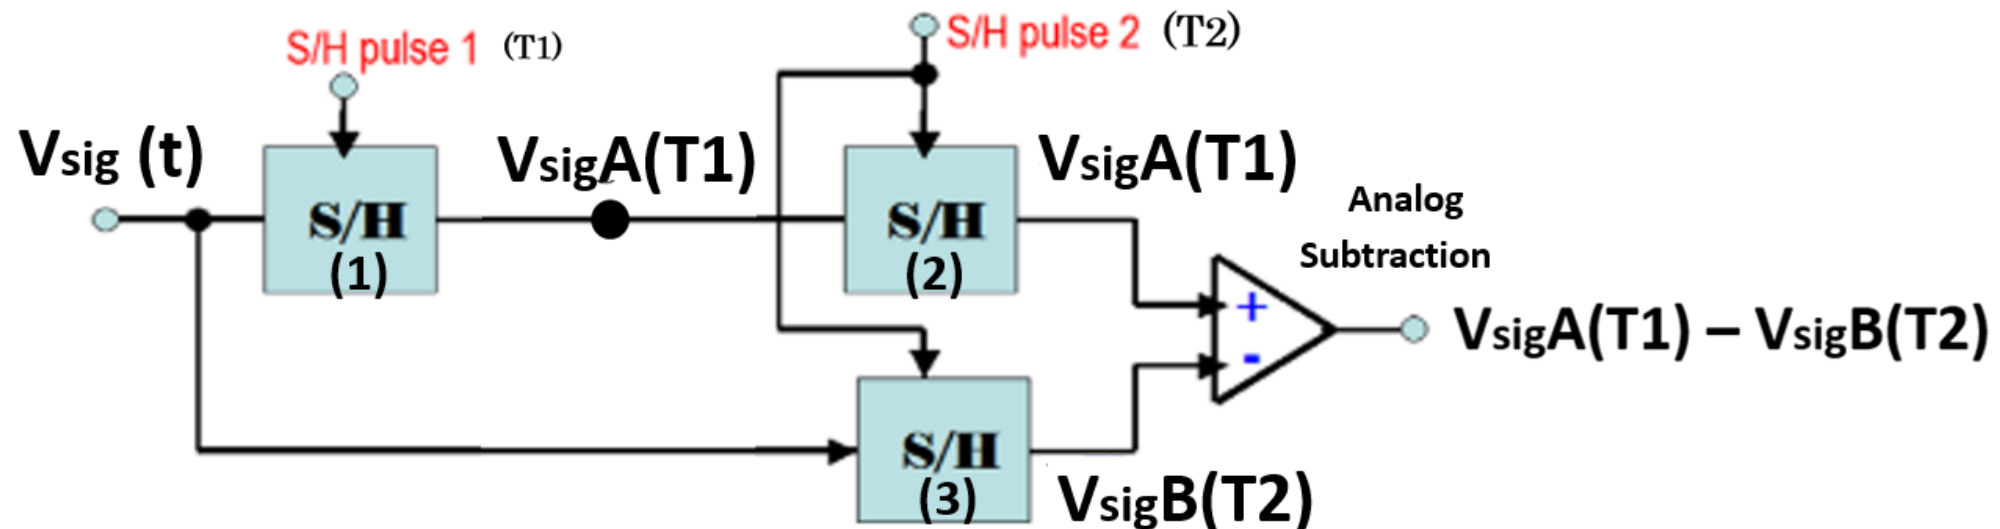 S/H pulse 1 (T1)
S/H pulse 2 (T2)
Vsig (t)
S/H
(1)
VsigA(T1)
S/H
(2)
VsigA(T1)
Analog
Subtraction
+
-
VsigA(T1) – VsigB(T2)
S/H
(3)
VsigB(T2)